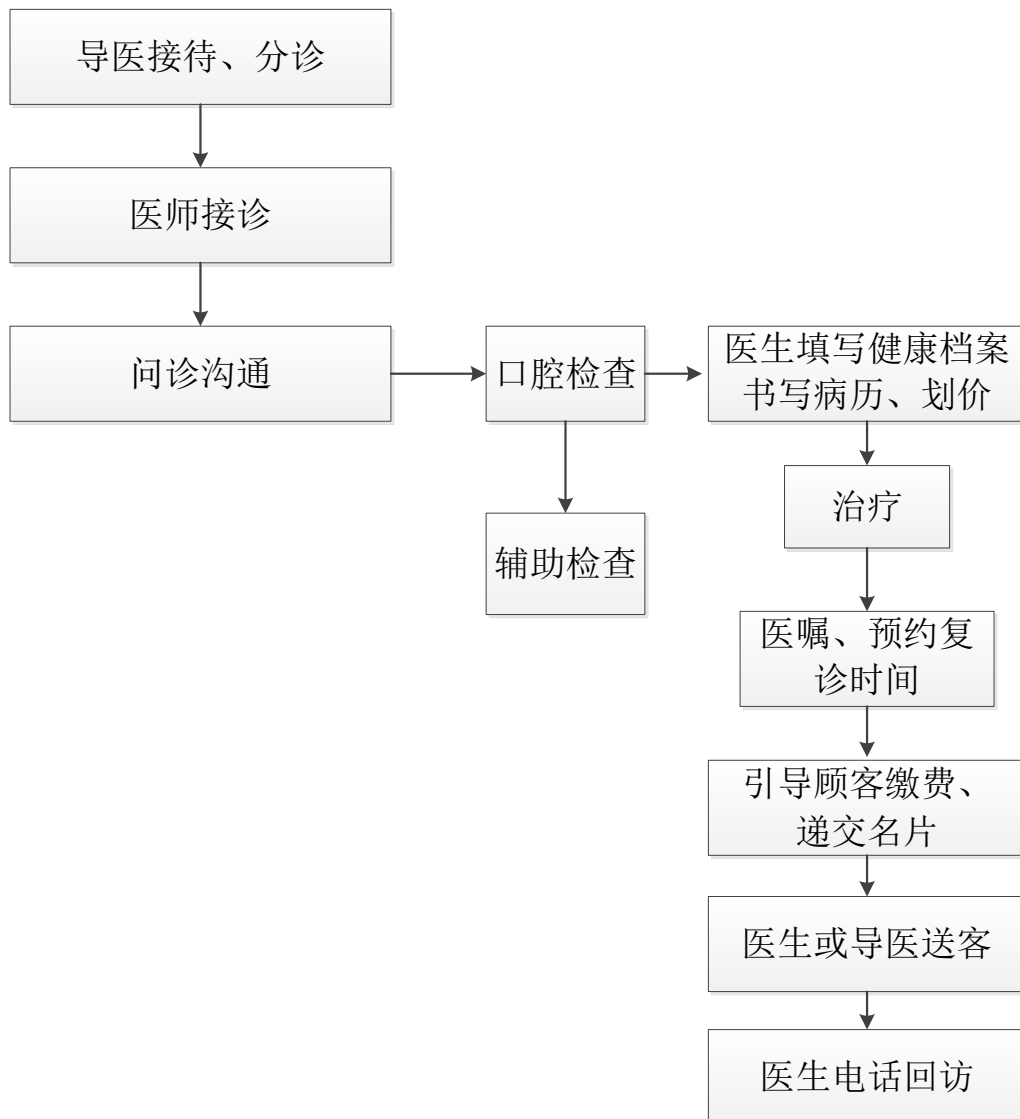 导医接待、分诊
医师接诊
问诊沟通
口腔检查
医生填写健康档案
书写病历、划价
辅助检查
治疗
医嘱、预约复
诊时间
引导顾客缴费、
递交名片
医生或导医送客
医生电话回访